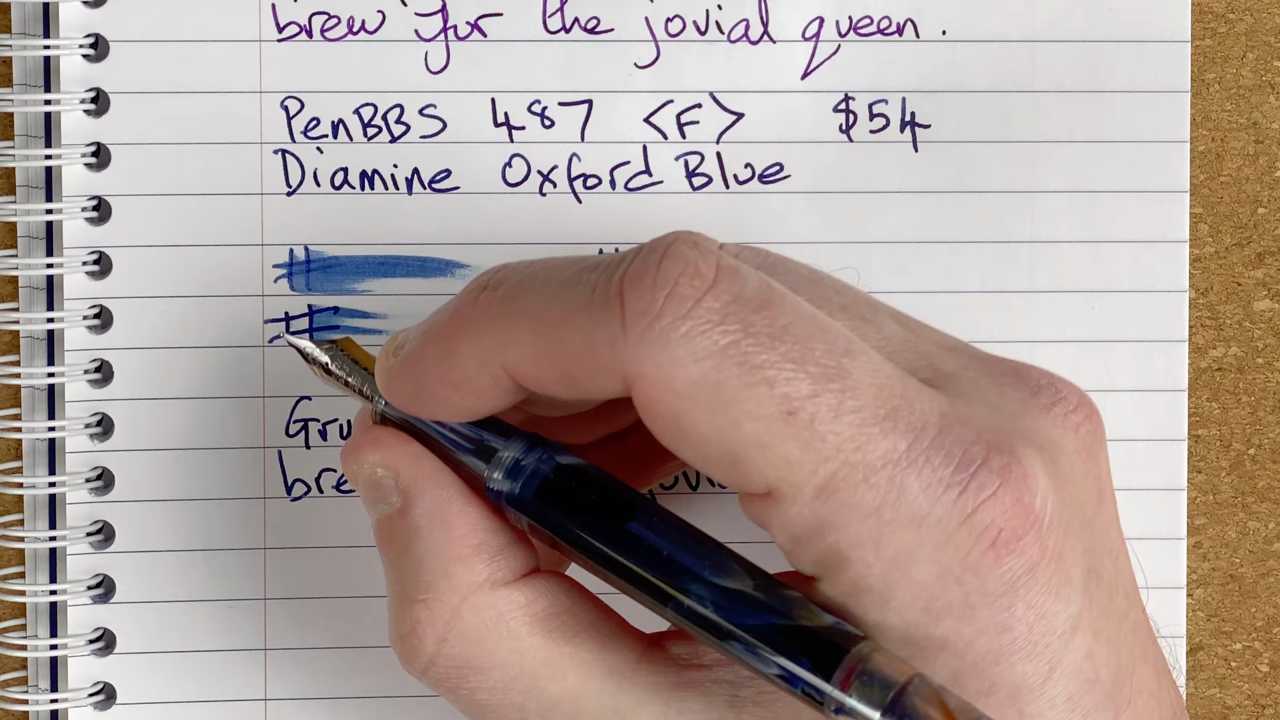 brew for the jovial queen.
PenBBS 487 <F> $54
Diamine Oxford Blue
Gru
bre